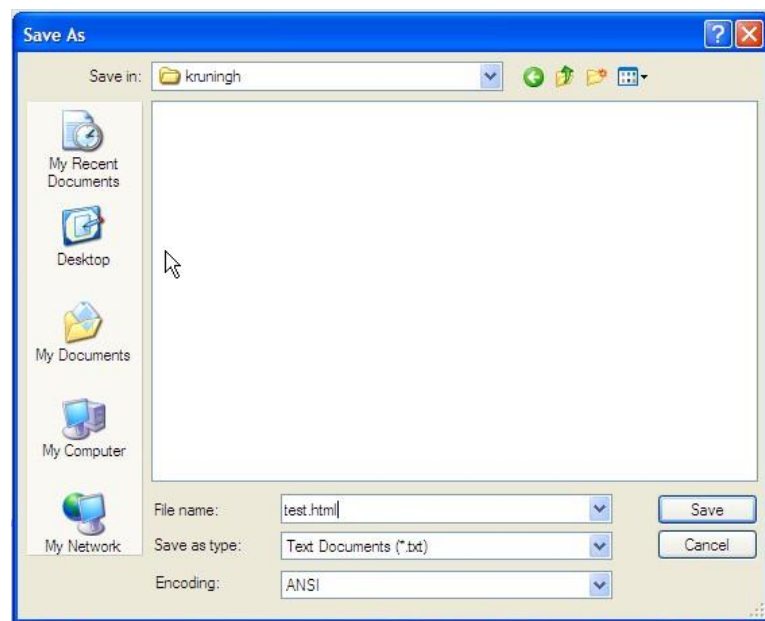 Save As
Save in:
kruningh
My Recent
Documents
Desktop
My Documents
My Computer
My Network
File name:
test.html
Save
Save as type:
Text Documents (*.txt)
Cancel
Encoding:
ANSI